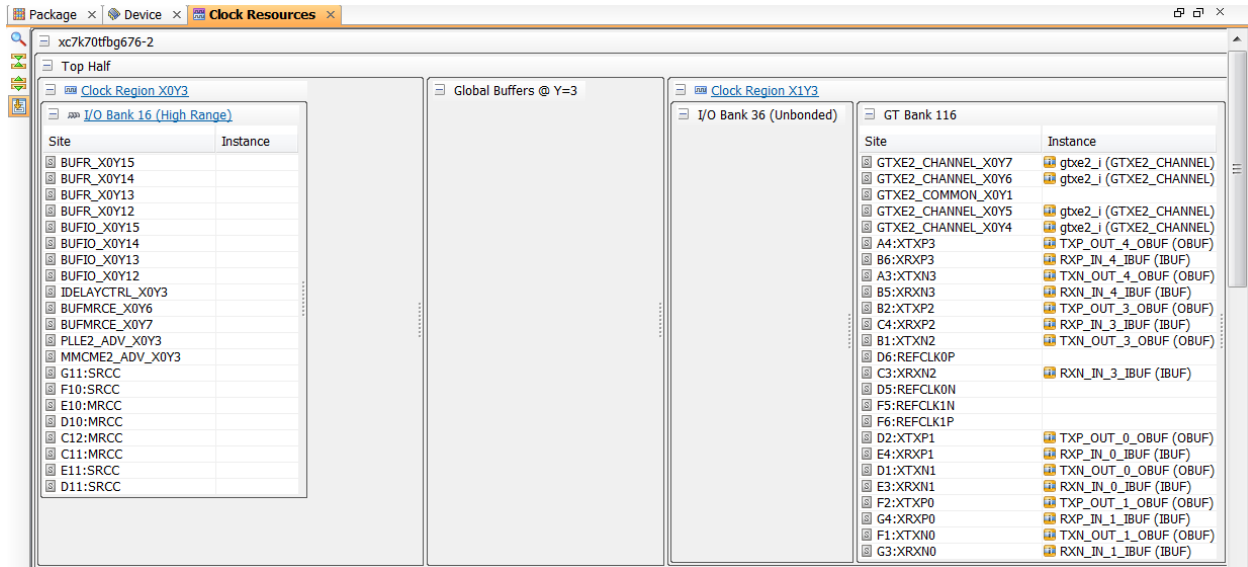 Package × Device × Clock Resources ×
xc7k70tfbg676-2
Top Half
Clock Region X0Y3
I/O Bank 16 (High Range)
Site Instance
BUFR_X0Y15
BUFR_X0Y14
BUFR_X0Y13
BUFR_X0Y12
BUFIO_X0Y15
BUFIO_X0Y14
BUFIO_X0Y13
BUFIO_X0Y12
IDELAYCTRL_X0Y3
BUFMRCE_X0Y6
BUFMRCE_X0Y7
PLLE2_ADV_X0Y3
MMCME2_ADV_X0Y3
G11:SRCC
F10:SRCC
E10:MRCC
D10:MRCC
C12:MRCC
C11:MRCC
E11:SRCC
D11:SRCC
Global Buffers @ Y=3
Clock Region X1Y3
I/O Bank 36 (Unbonded)
GT Bank 116
Site Instance
GTXE2_CHANNEL_X0Y7 gtxe2_i (GTXE2_CHANNEL)
GTXE2_CHANNEL_X0Y6 gtxe2_i (GTXE2_CHANNEL)
GTXE2_COMMON_X0Y1
GTXE2_CHANNEL_X0Y5 gtxe2_i (GTXE2_CHANNEL)
GTXE2_CHANNEL_X0Y4 gtxe2_i (GTXE2_CHANNEL)
A4:XTXP3 TXP_OUT_4_OBUF (OBUF)
B6:XRXP3 RXP_IN_4_IBUF (IBUF)
A3:XTXN3 TXN_OUT_4_OBUF (OBUF)
B5:XRXN3 RXN_IN_4_IBUF (IBUF)
B2:XTXP2 TXP_OUT_3_OBUF (OBUF)
C4:XRXP2 RXP_IN_3_IBUF (IBUF)
B1:XTXN2 TXN_OUT_3_OBUF (OBUF)
D6:REFCLK0P
C3:XRXN2 RXN_IN_3_IBUF (IBUF)
D5:REFCLK0N
F5:REFCLK1N
F6:REFCLK1P
D2:XTXP1 TXP_OUT_0_OBUF (OBUF)
E4:XRXP1 RXP_IN_0_IBUF (IBUF)
D1:XTXN1 TXN_OUT_0_OBUF (OBUF)
E3:XRXN1 RXN_IN_0_IBUF (IBUF)
F2:XTXP0 TXP_OUT_1_OBUF (OBUF)
G4:XRXP0 RXP_IN_1_IBUF (IBUF)
F1:XTXN0 TXN_OUT_1_OBUF (OBUF)
G3:XRXN0 RXN_IN_1_IBUF (IBUF)